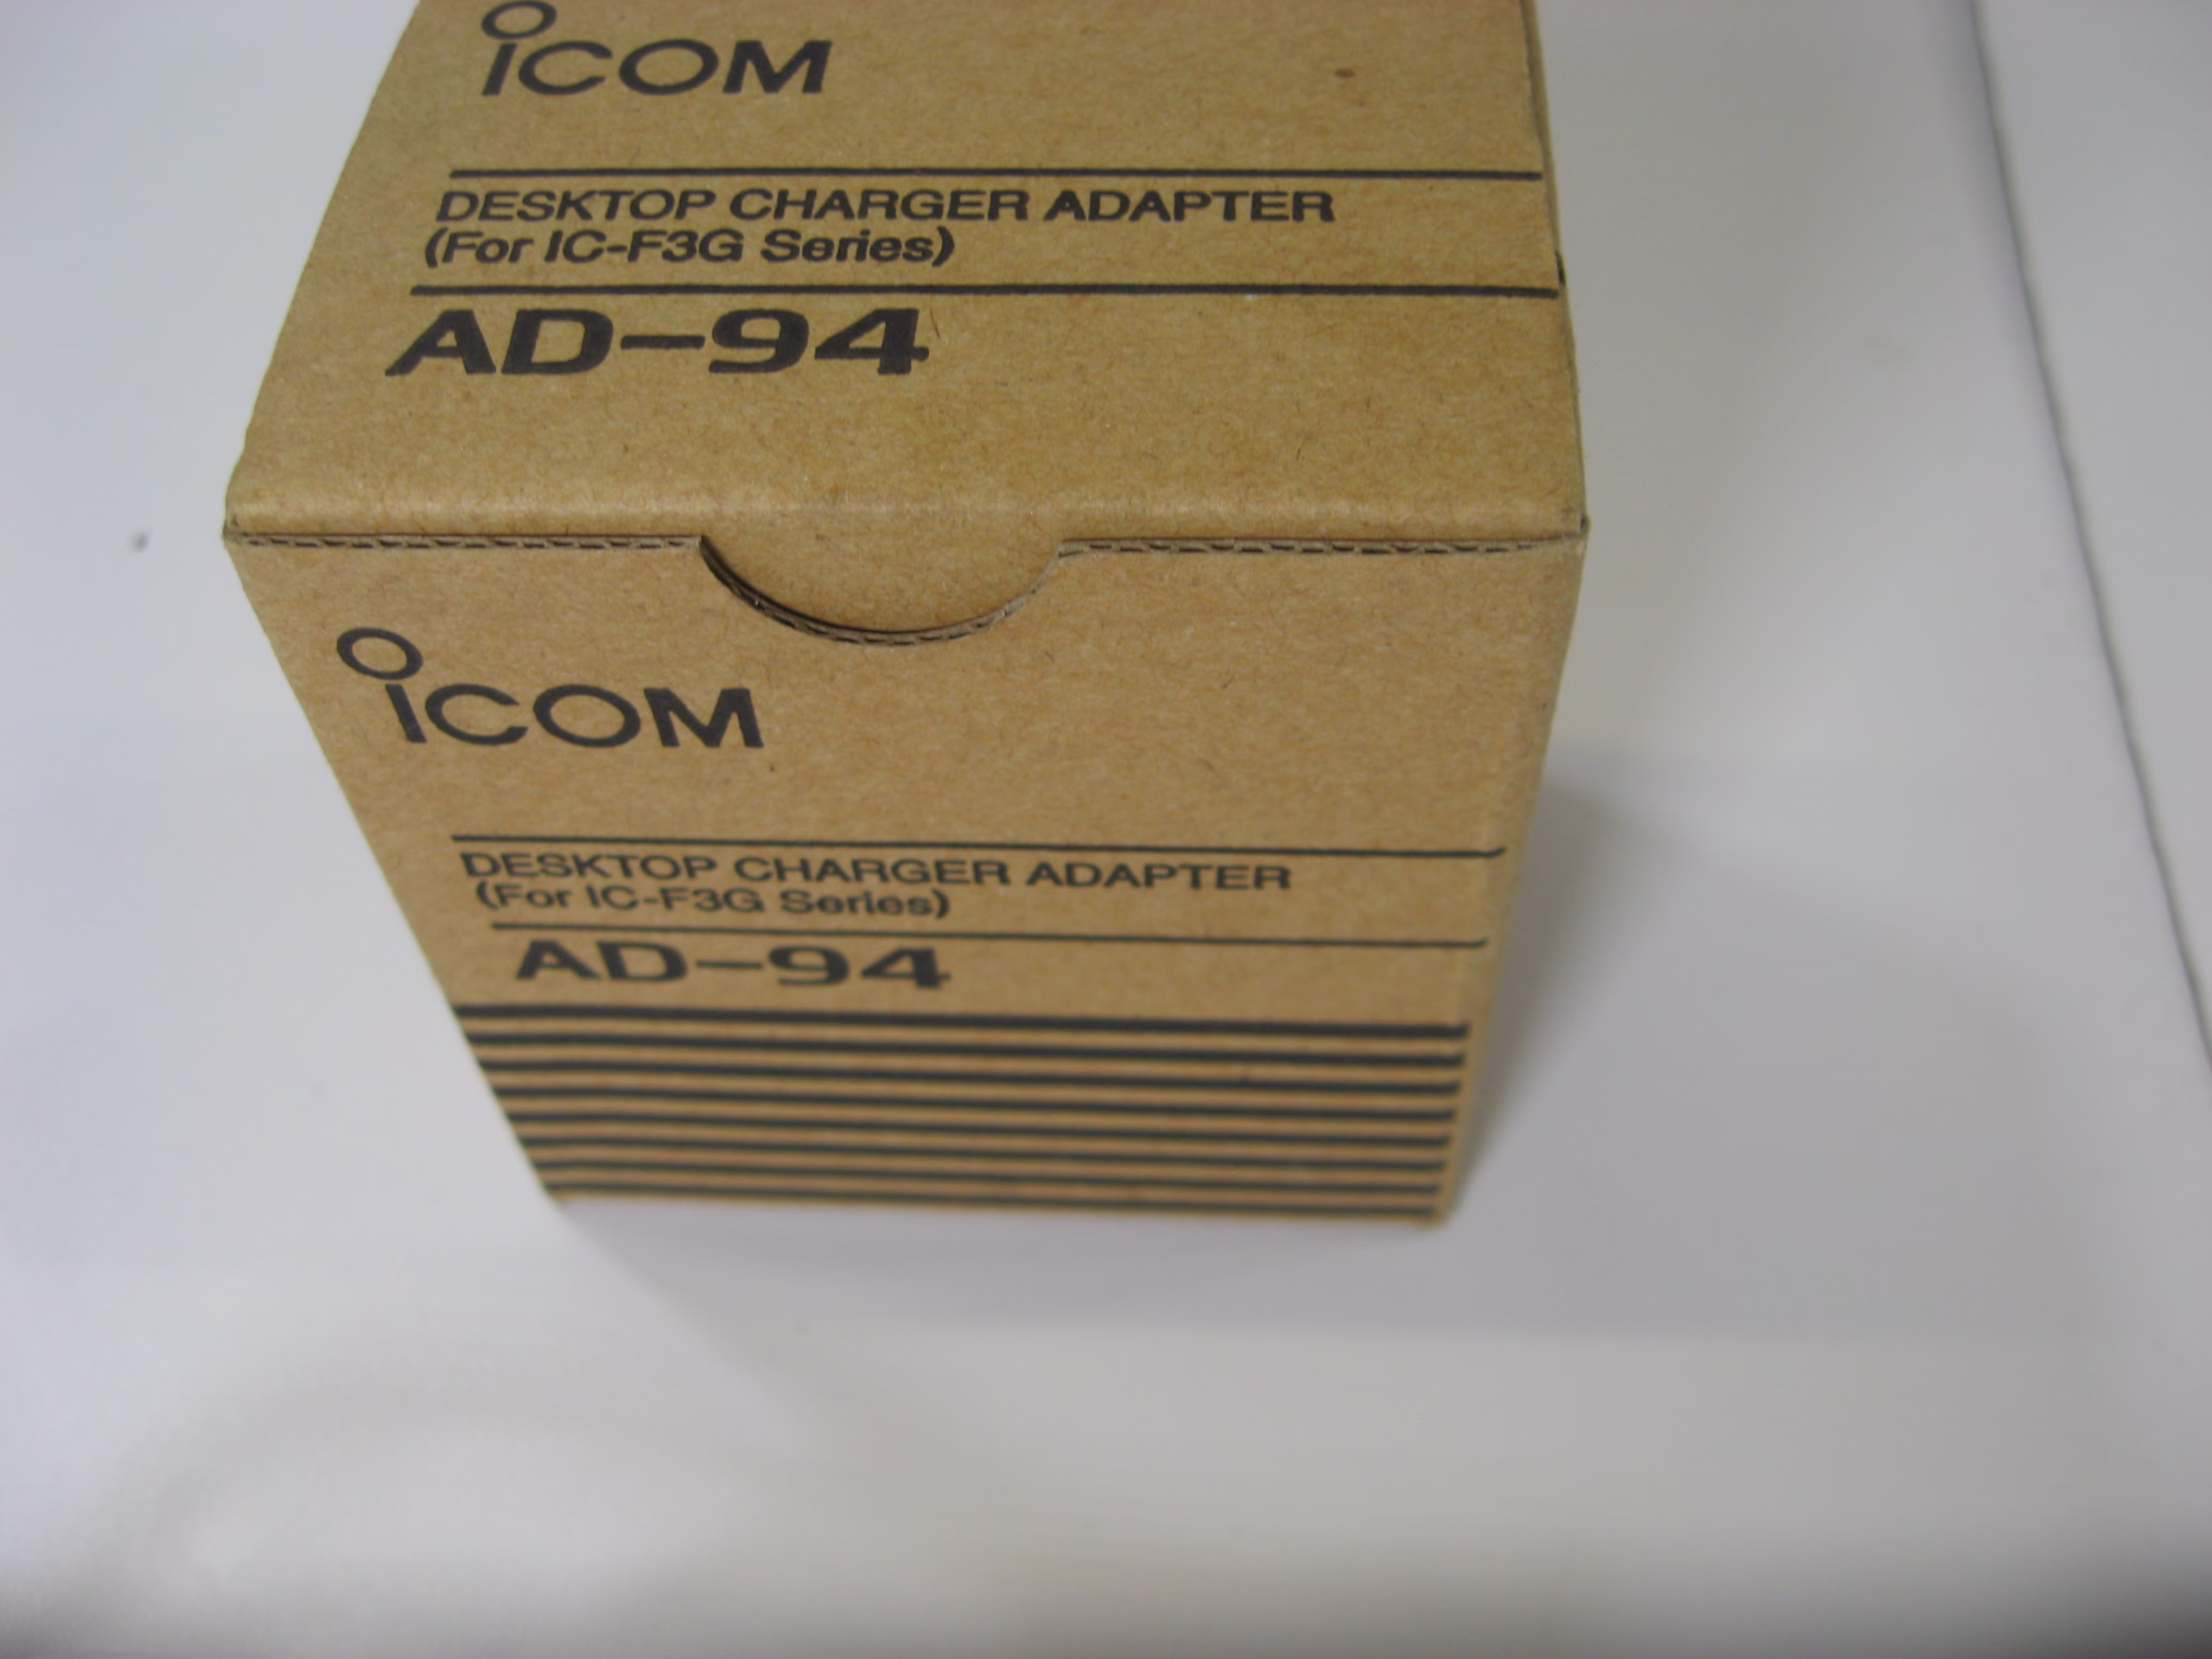 ICOM
DESKTOP CHARGER ADAPTER
(For IC-F3G Series)
AD-94
ICOM
DESKTOP CHARGER ADAPTER
(For IC-F3G Series)
AD-94